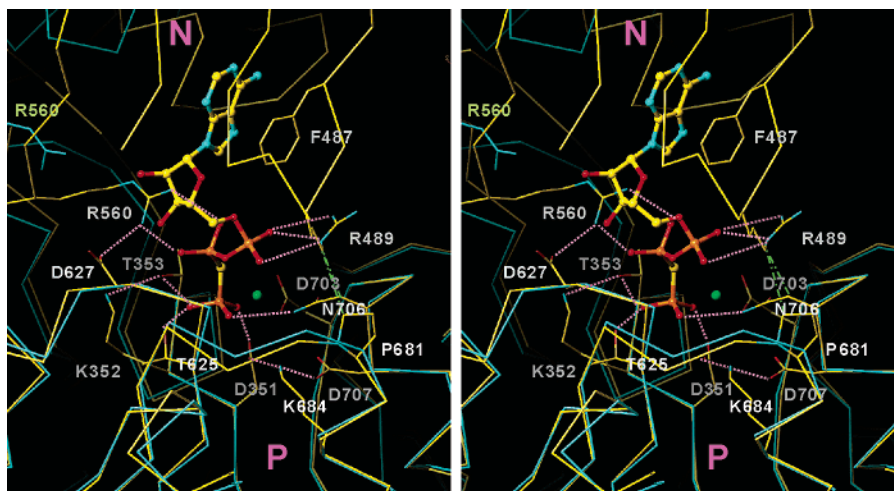 N
R560
F487
R560
R489
D627
T353
D703
N706
P681
K352
T625
D351
D707
K684
P
N
R560
F487
R560
R489
D627
T353
D703
N706
P681
K352
T625
D351
D707
K684
P